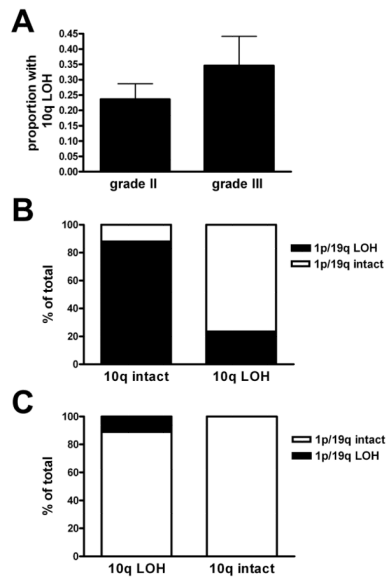 A
proportion with
10q LOH
0.45
0.40
0.35
0.30
0.25
0.20
0.15
0.10
0.05
0.00
grade II
grade III
B
% of total
100
80
60
40
20
0
10q intact
10q LOH
1p/19q LOH
1p/19q intact
C
% of total
100
80
60
40
20
0
10q LOH
10q intact
1p/19q intact
1p/19q LOH